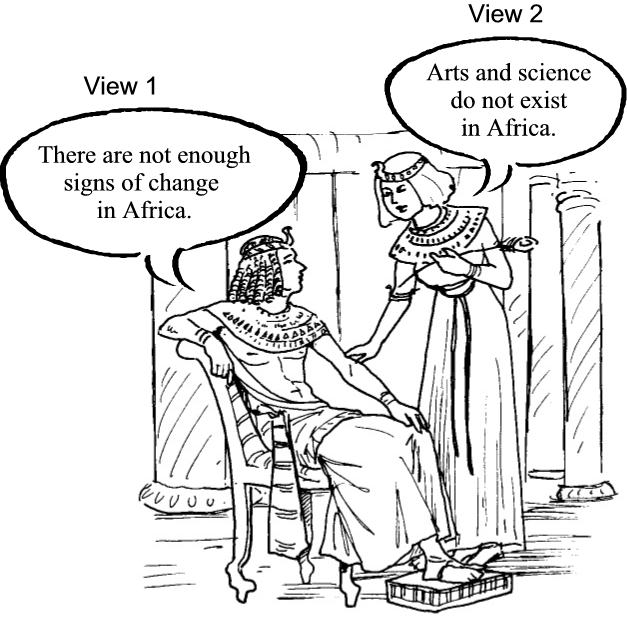 View 1
There are not enough
signs of change
in Africa.
View 2
Arts and science
do not exist
in Africa.